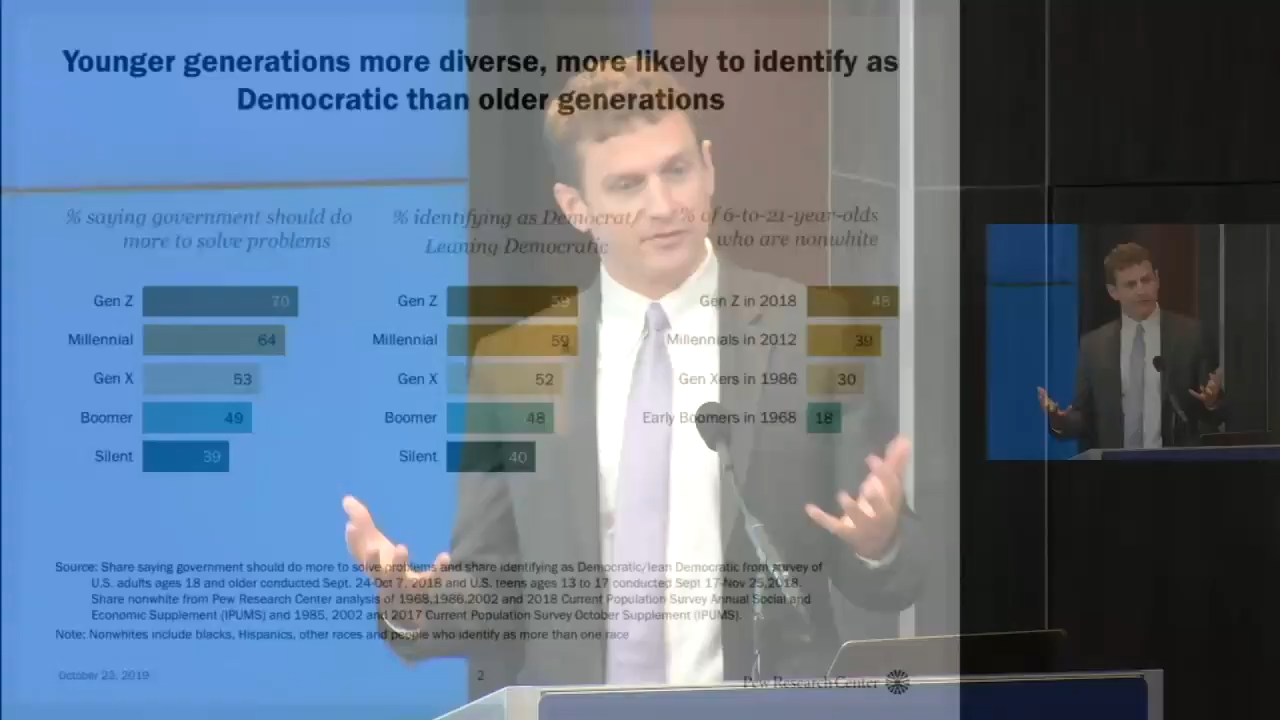 Younger generations more diverse, more likely to identify as
Democratic than older generations
% saying government should do
more to solve problems
Gen Z 70
Millennial 64
Gen X 53
Boomer 49
Silent 39
% identifying as Democrat/
Leaning Democratic
Gen Z 59
Millennial 59
Gen X 52
Boomer 48
Silent 40
% of 6-to-21-year-olds
who are nonwhite
Gen Z in 2018 48
Millennials in 2012 39
Gen Xers in 1986 30
Early Boomers in 1968 18
Source: Share saying government should do more to solve problems and share identifying as Democratic/lean Democratic from survey of
U.S. adults ages 18 and older conducted Sept. 24-Oct 7, 2018 and U.S. teens ages 13 to 17 conducted Sept 17-Nov 25,2018.
Share nonwhite from Pew Research Center analysis of 1968,1986,2002 and 2018 Current Population Survey Annual Social and
Economic Supplement (IPUMS) and 1985, 2002 and 2017 Current Population Survey October Supplement (IPUMS).
Note: Nonwhites include blacks, Hispanics, other races and people who identify as more than one race
October 23, 2019
2
Pew Research Center